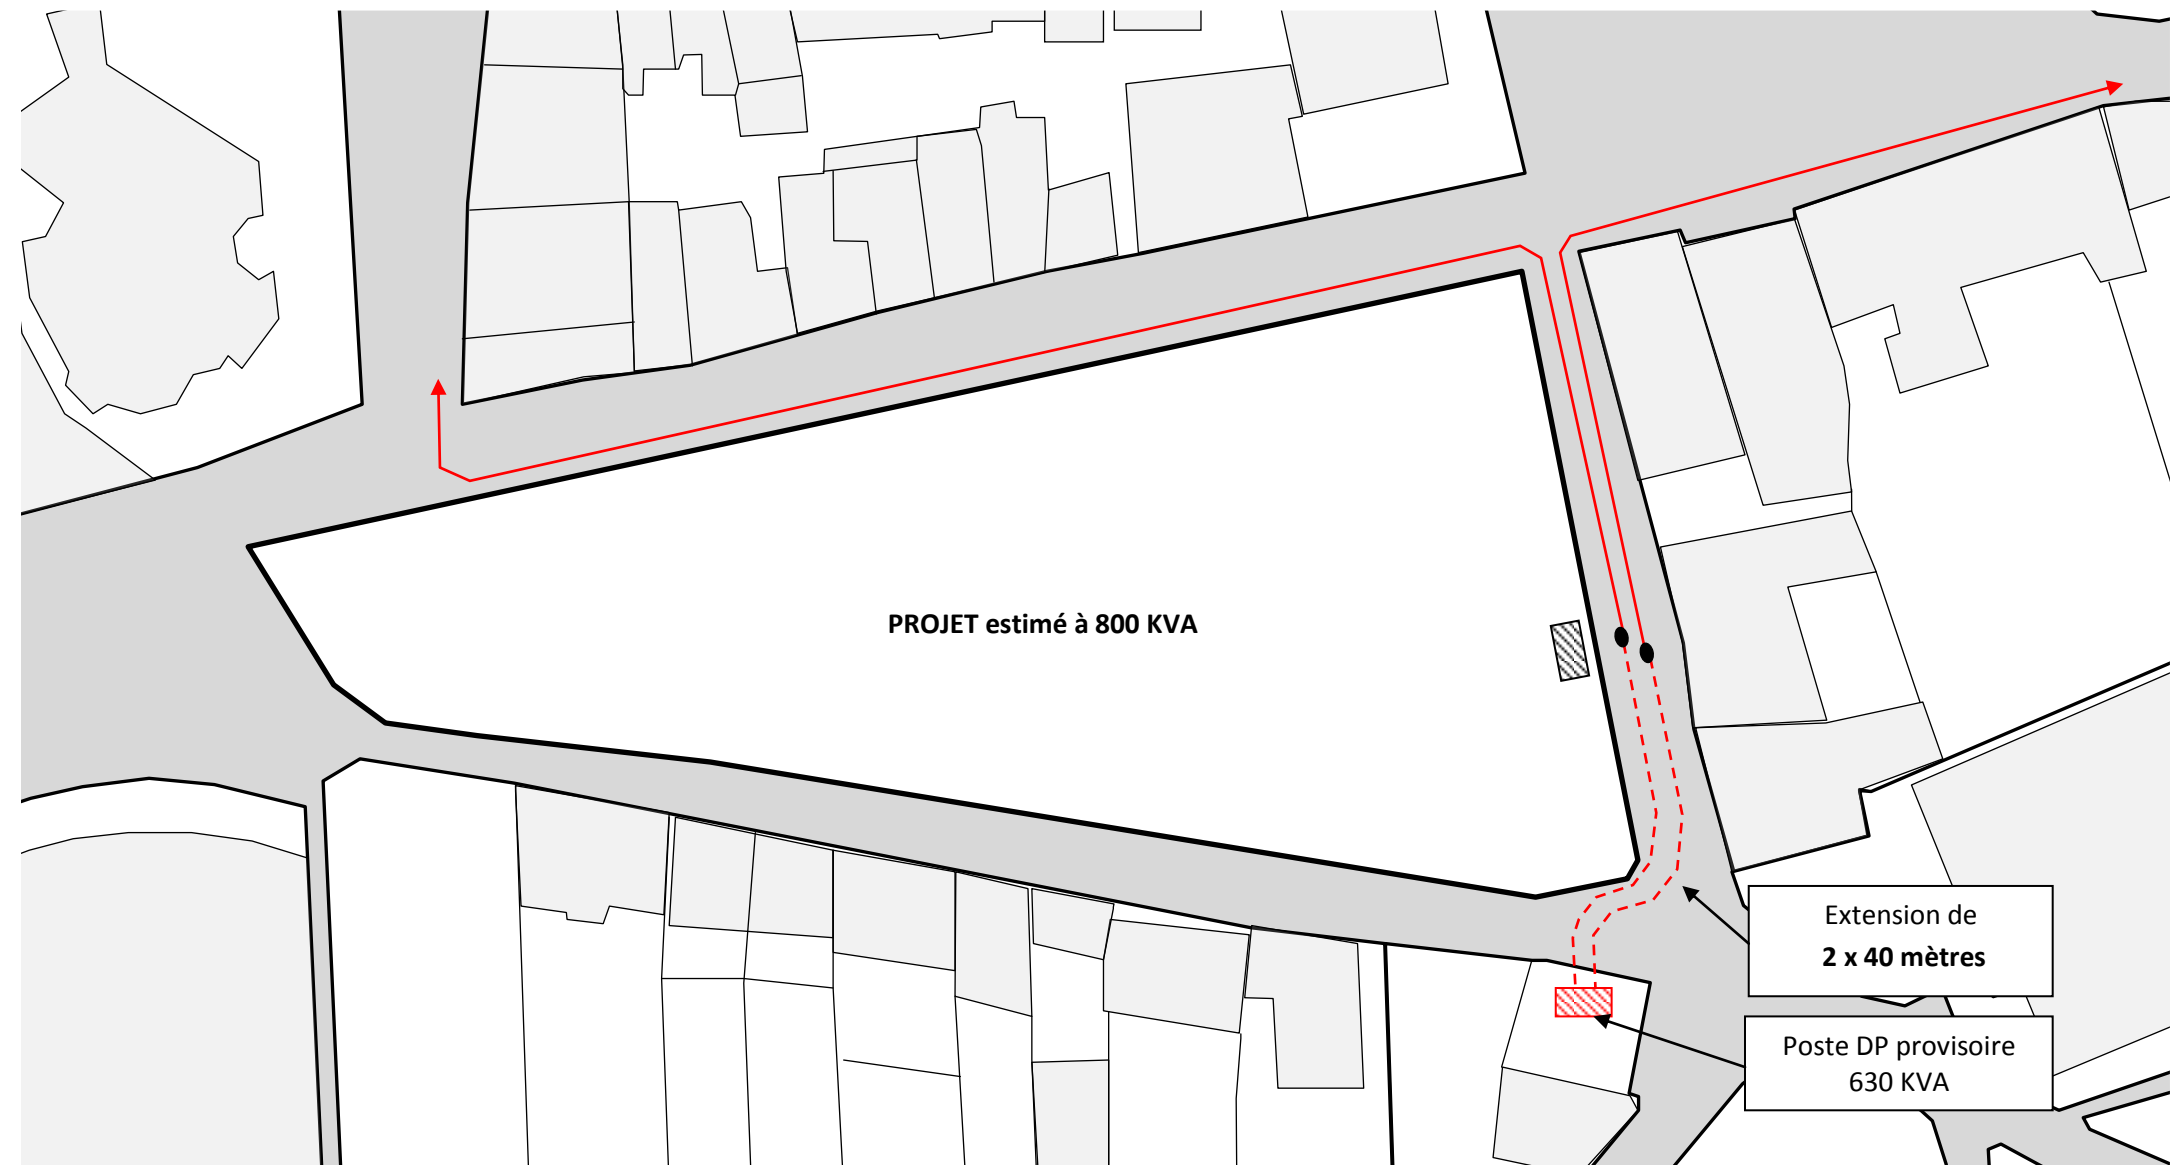 PROJET estimé à 800 KVA
Extension de
2 x 40 mètres
Poste DP provisoire
630 KVA